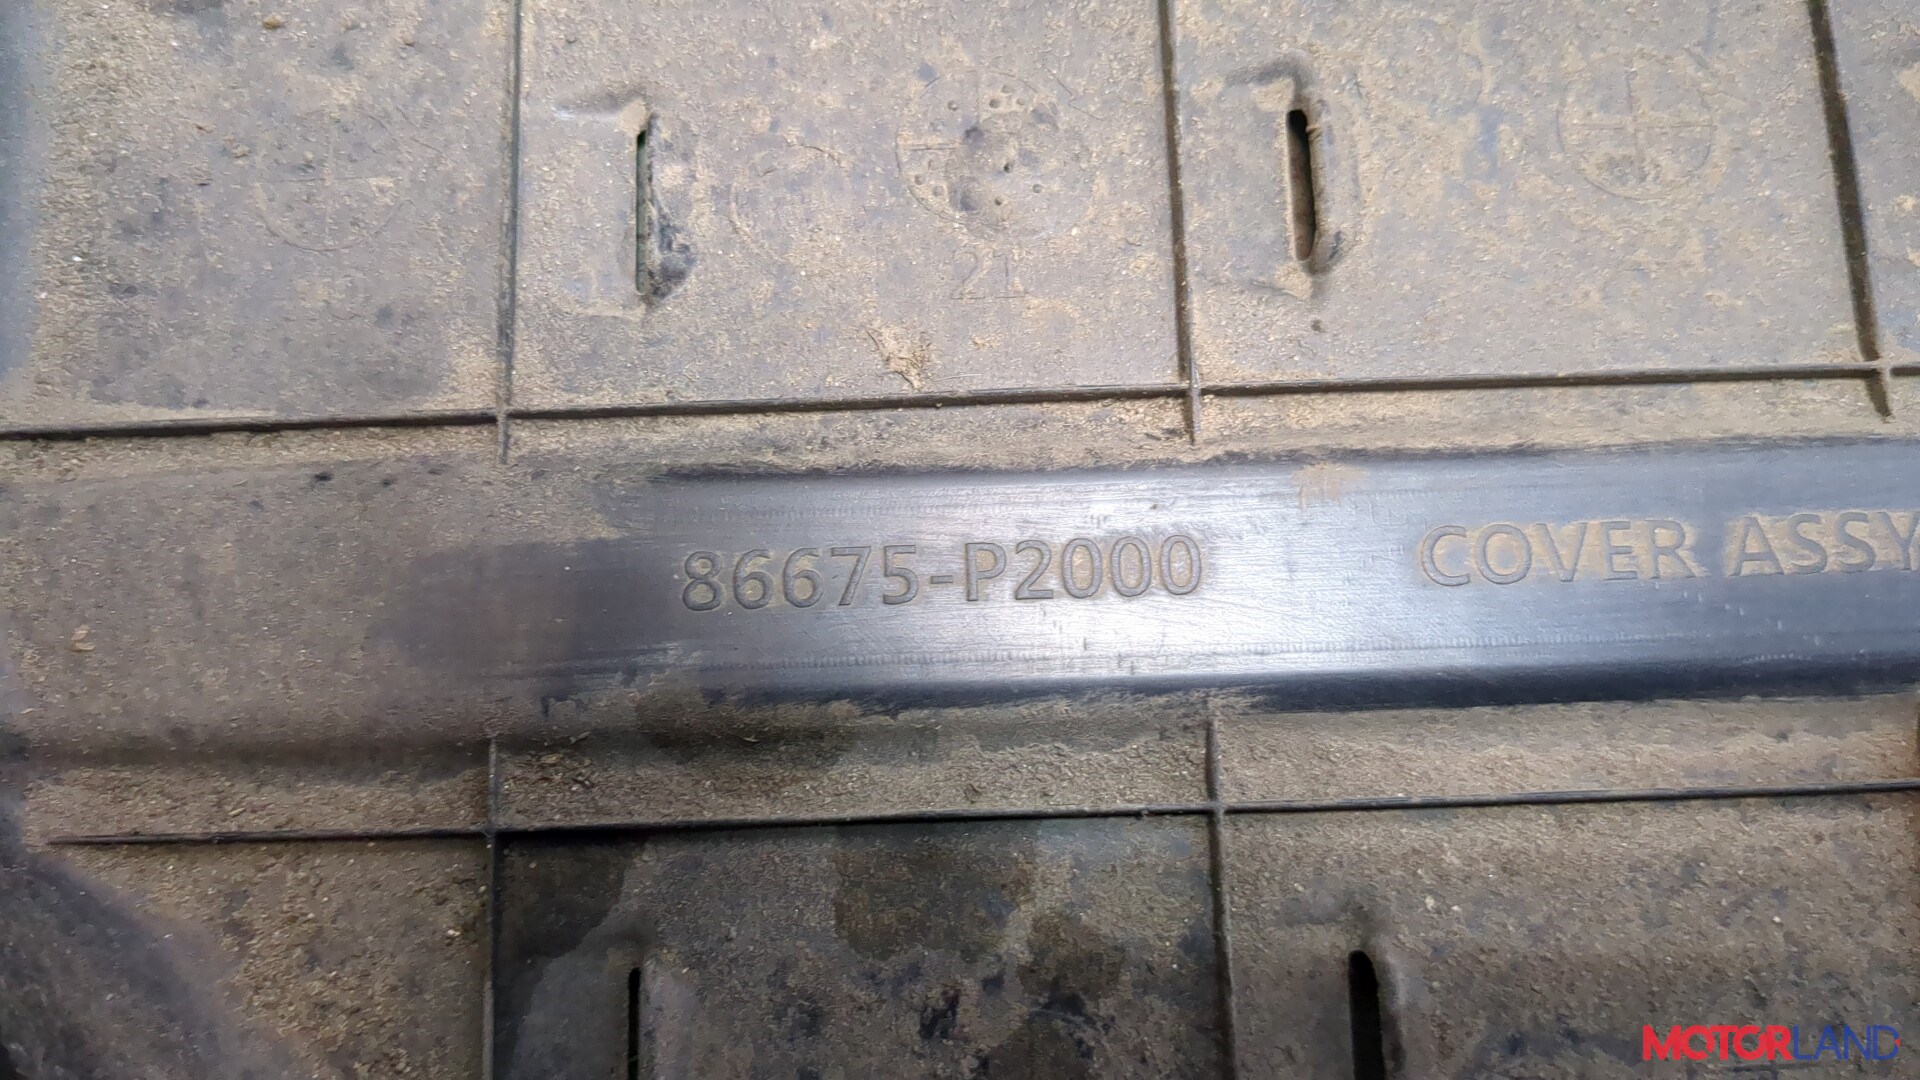 21
86675-P2000 COVER ASSY
MOTORLAND